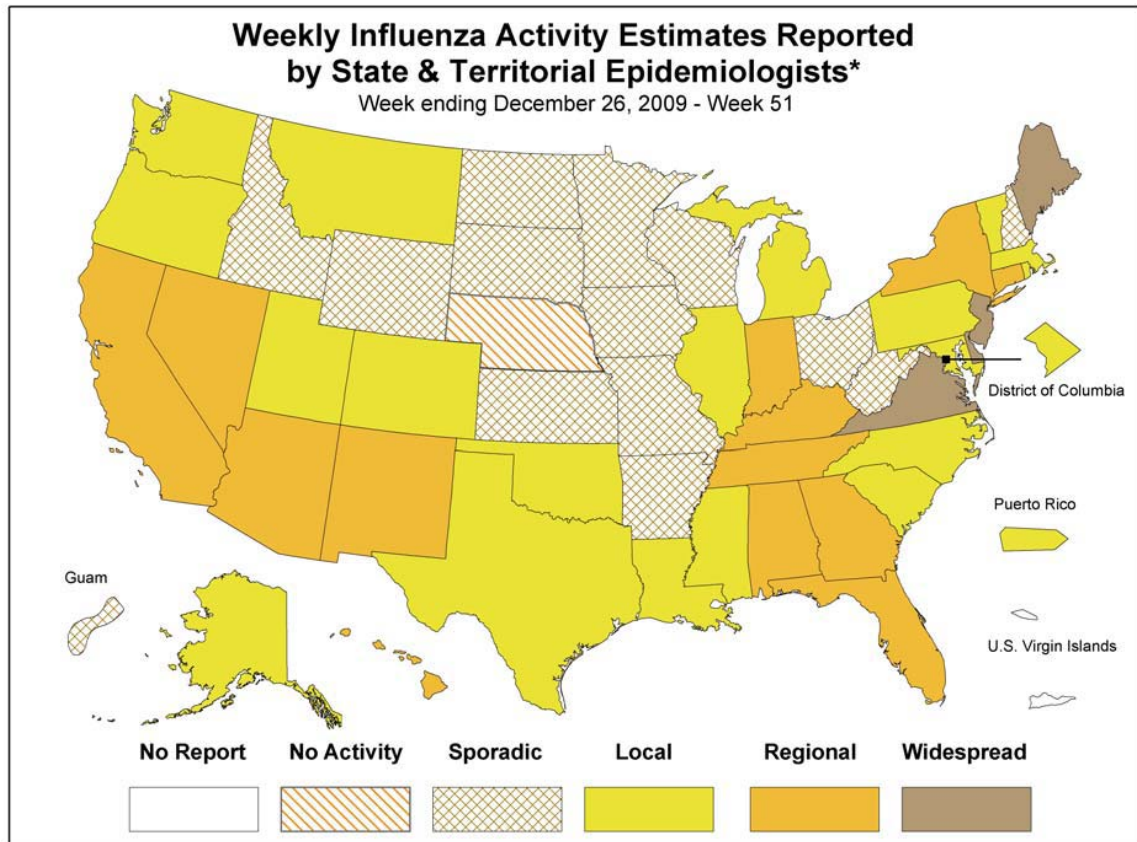 Weekly Influenza Activity Estimates Reported
by State & Territorial Epidemiologists*
Week ending December 26, 2009 - Week 51
District of Columbia
Puerto Rico
Guam
U.S. Virgin Islands
No Report No Activity Sporadic Local Regional Widespread